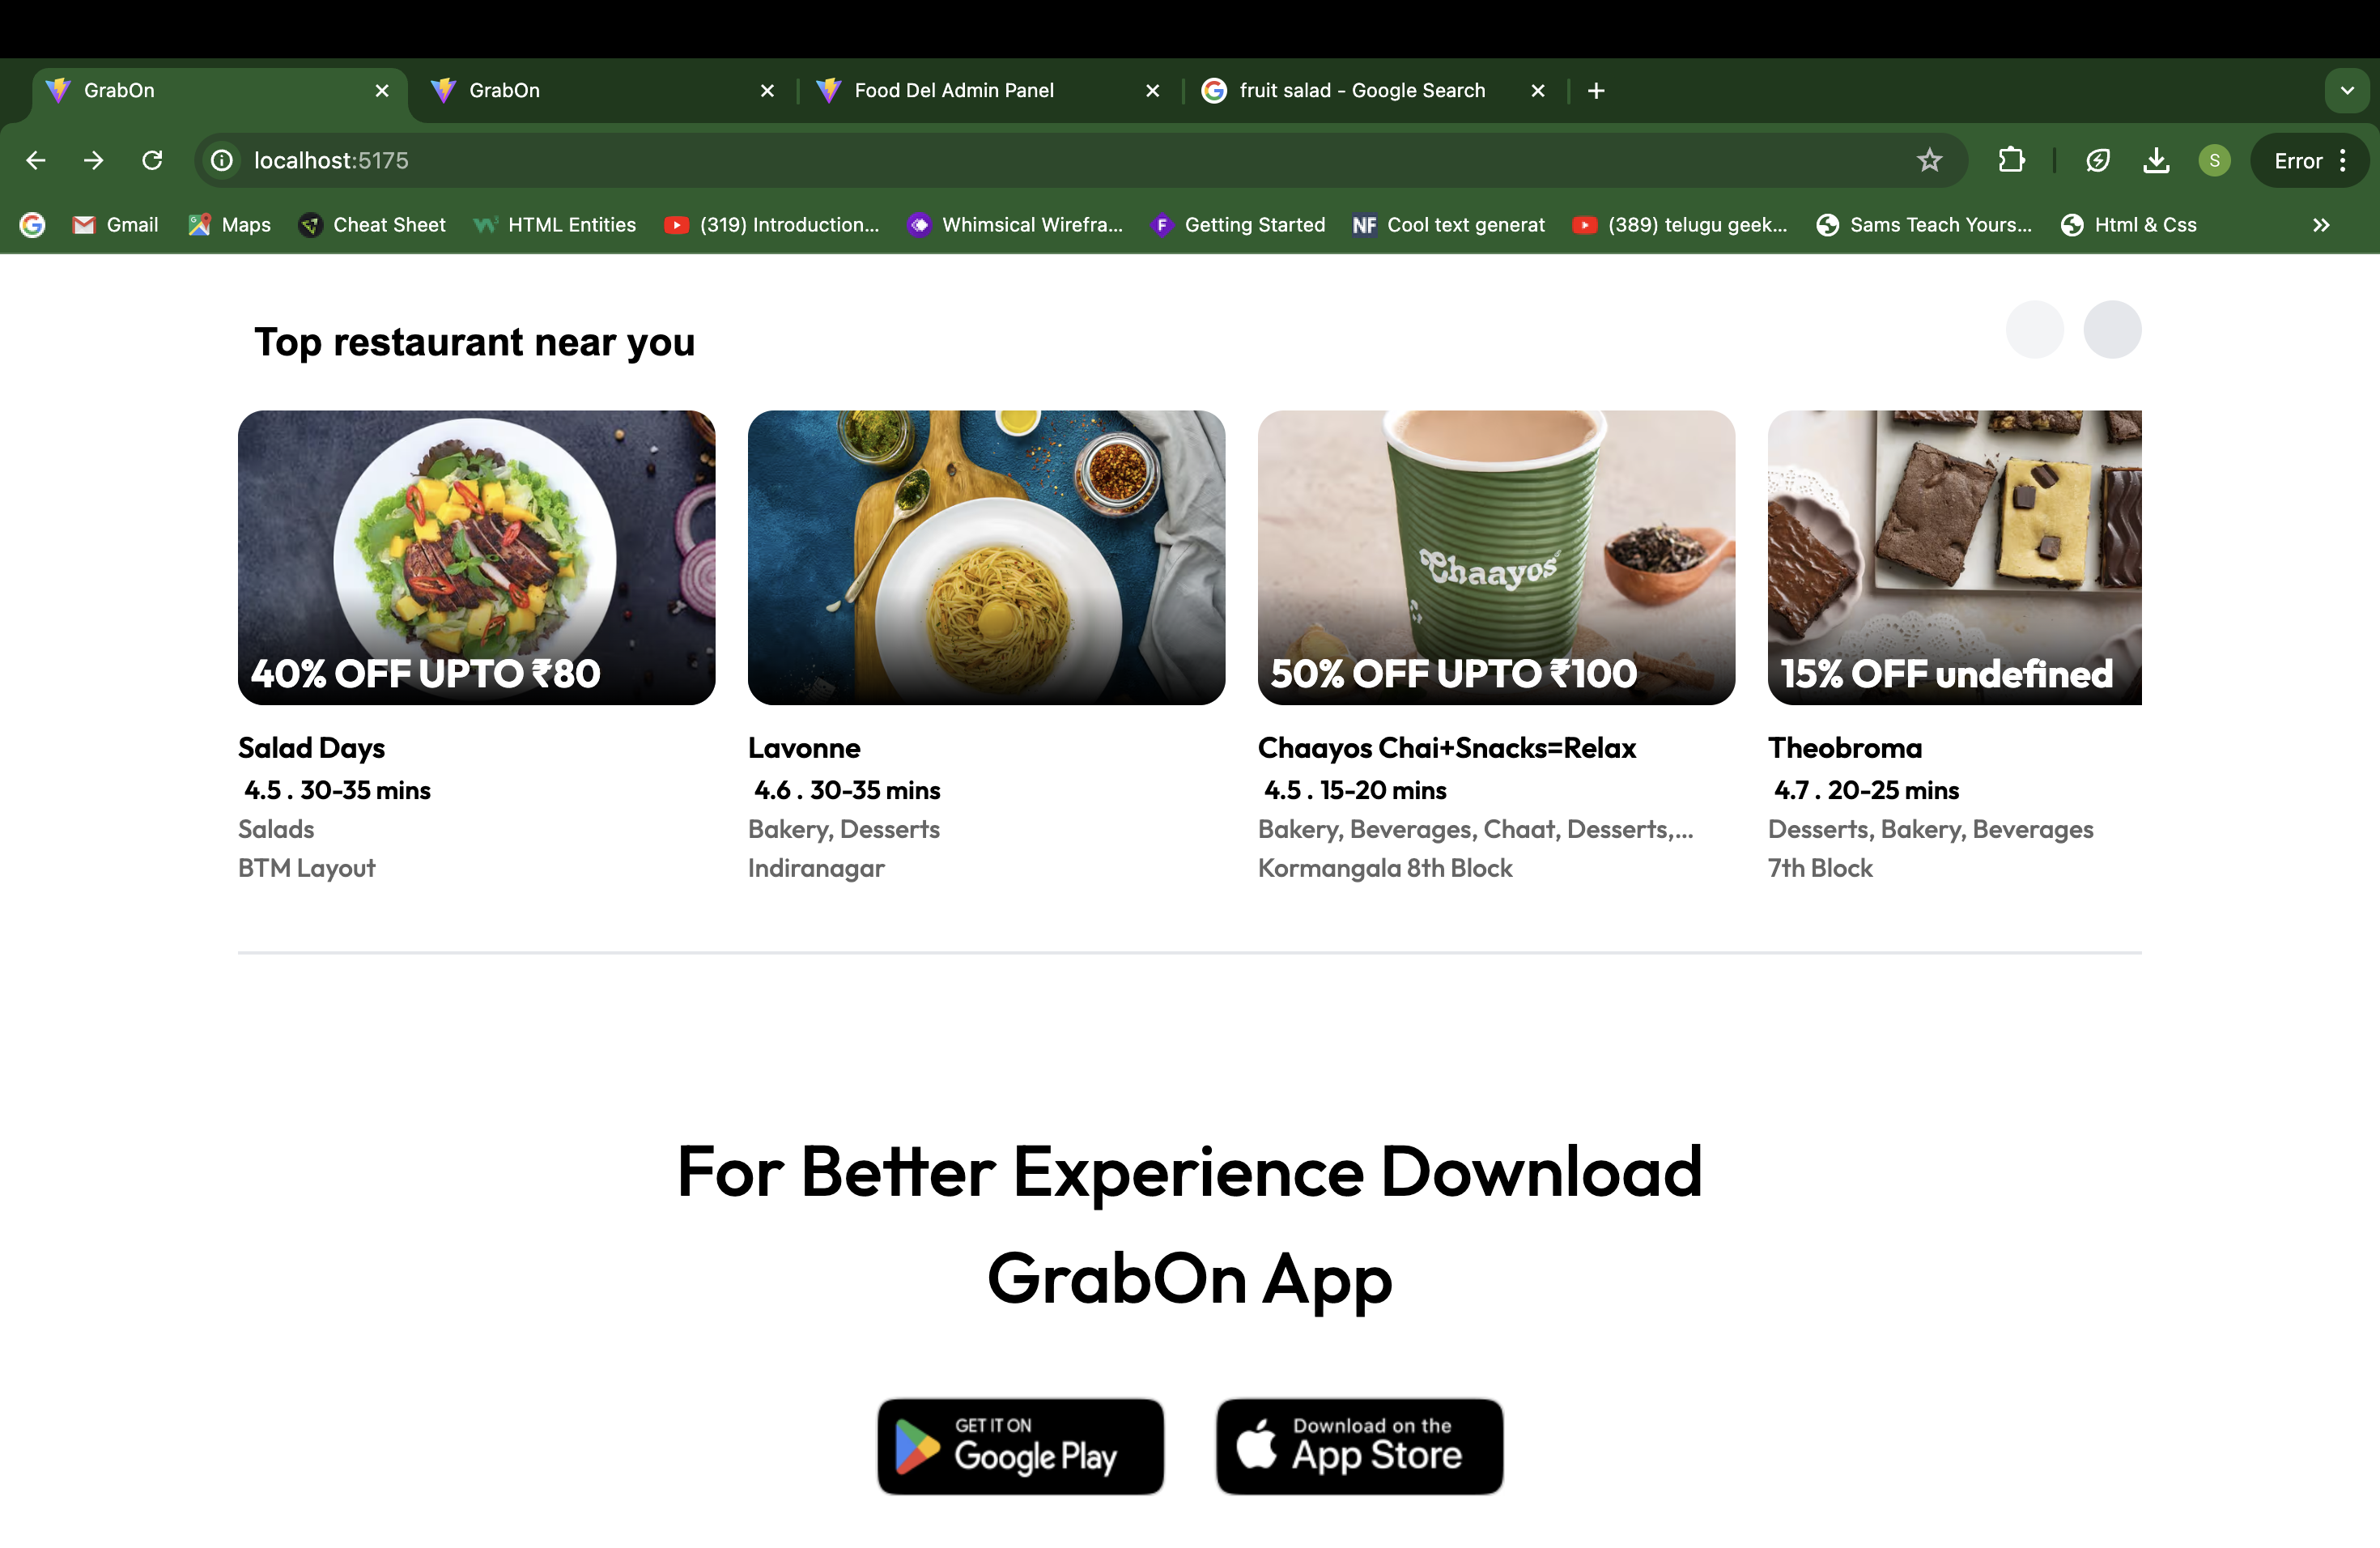 GrabOn
GrabOn
Food Del Admin Panel
fruit salad - Google Search
localhost:5175
S
Error
Gmail
Maps
Cheat Sheet
HTML Entities
(319) Introduction...
Whimsical Wirefra...
Getting Started
NF Cool text generat
(389) telugu geek...
Sams Teach Yours...
Html & Css
Top restaurant near you
Chaayos
40% OFF UPTO ₹80
50% OFF UPTO ₹100
15% OFF undefined
Salad Days
4.5 . 30-35 mins
Salads
BTM Layout
Lavonne
4.6 . 30-35 mins
Bakery, Desserts
Indiranagar
Chaayos Chai+Snacks=Relax
4.5 . 15-20 mins
Bakery, Beverages, Chaat, Desserts,...
Kormangala 8th Block
Theobroma
4.7 . 20-25 mins
Desserts, Bakery, Beverages
7th Block
For Better Experience Download
GrabOn App
GET IT ON
Google Play
Download on the
App Store